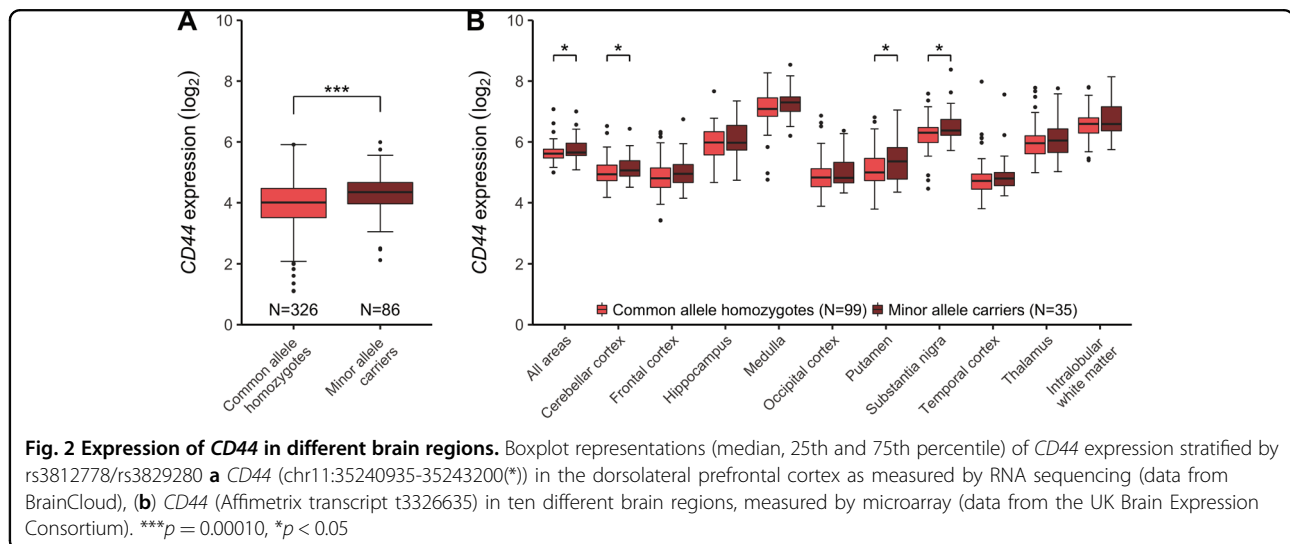 A
B
***
* * * *
CD44 expression (log2)
10
8
6
4
2
0
N=326 N=86
Common allele
homozygotes
Minor allele
carriers
CD44 expression (log2)
10
8
6
4
2
0
Common allele homozygotes (N=99) Minor allele carriers (N=35)
All areas
Cerebellar cortex
Frontal cortex
Hippocampus
Medulla
Occipital cortex
Putamen
Substantia nigra
Temporal cortex
Thalamus
Intralobular
white matter
Fig. 2 Expression of CD44 in different brain regions. Boxplot representations (median, 25th and 75th percentile) of CD44 expression stratified by
rs3812778/rs3829280 a CD44 (chr11:35240935-35243200(*)) in the dorsolateral prefrontal cortex as measured by RNA sequencing (data from
BrainCloud), (b) CD44 (Affimetrix transcript t3326635) in ten different brain regions, measured by microarray (data from the UK Brain Expression
Consortium). ***p = 0.00010, *p < 0.05